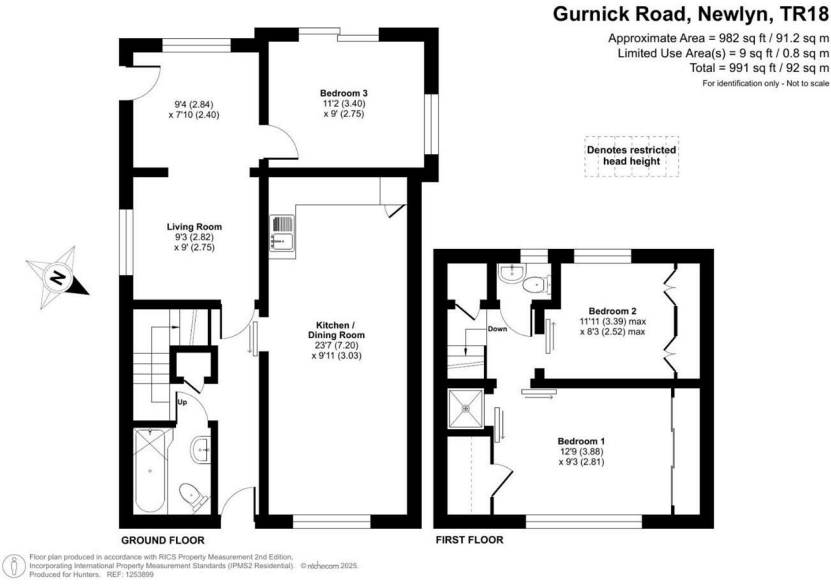 Gurnick Road, Newlyn, TR18
Approximate Area = 982 sq ft / 91.2 sq m
Limited Use Area(s) = 9 sq ft / 0.8 sq m
Total = 991 sq ft / 92 sq m
For identification only - Not to scale
Denotes restricted
head height
9'4 (2.84)
x 7'10 (2.40)
Bedroom 3
11'2 (3.40)
x 9' (2.75)
Living Room
9'3 (2.82)
x 9' (2.75)
N
Kitchen /
Dining Room
23'7 (7.20)
x 9'11 (3.03)
Up
GROUND FLOOR
Down
Bedroom 2
11'11 (3.39) max
x 8'3 (2.52) max
Bedroom 1
12'9 (3.88)
x 9'3 (2.81)
FIRST FLOOR
Floor plan produced in accordance with RICS Property Measurement 2nd Edition,
Incorporating International Property Measurement Standards (IPMS2 Residential). © nichecom 2025.
Produced for Hunters. REF: 1253899